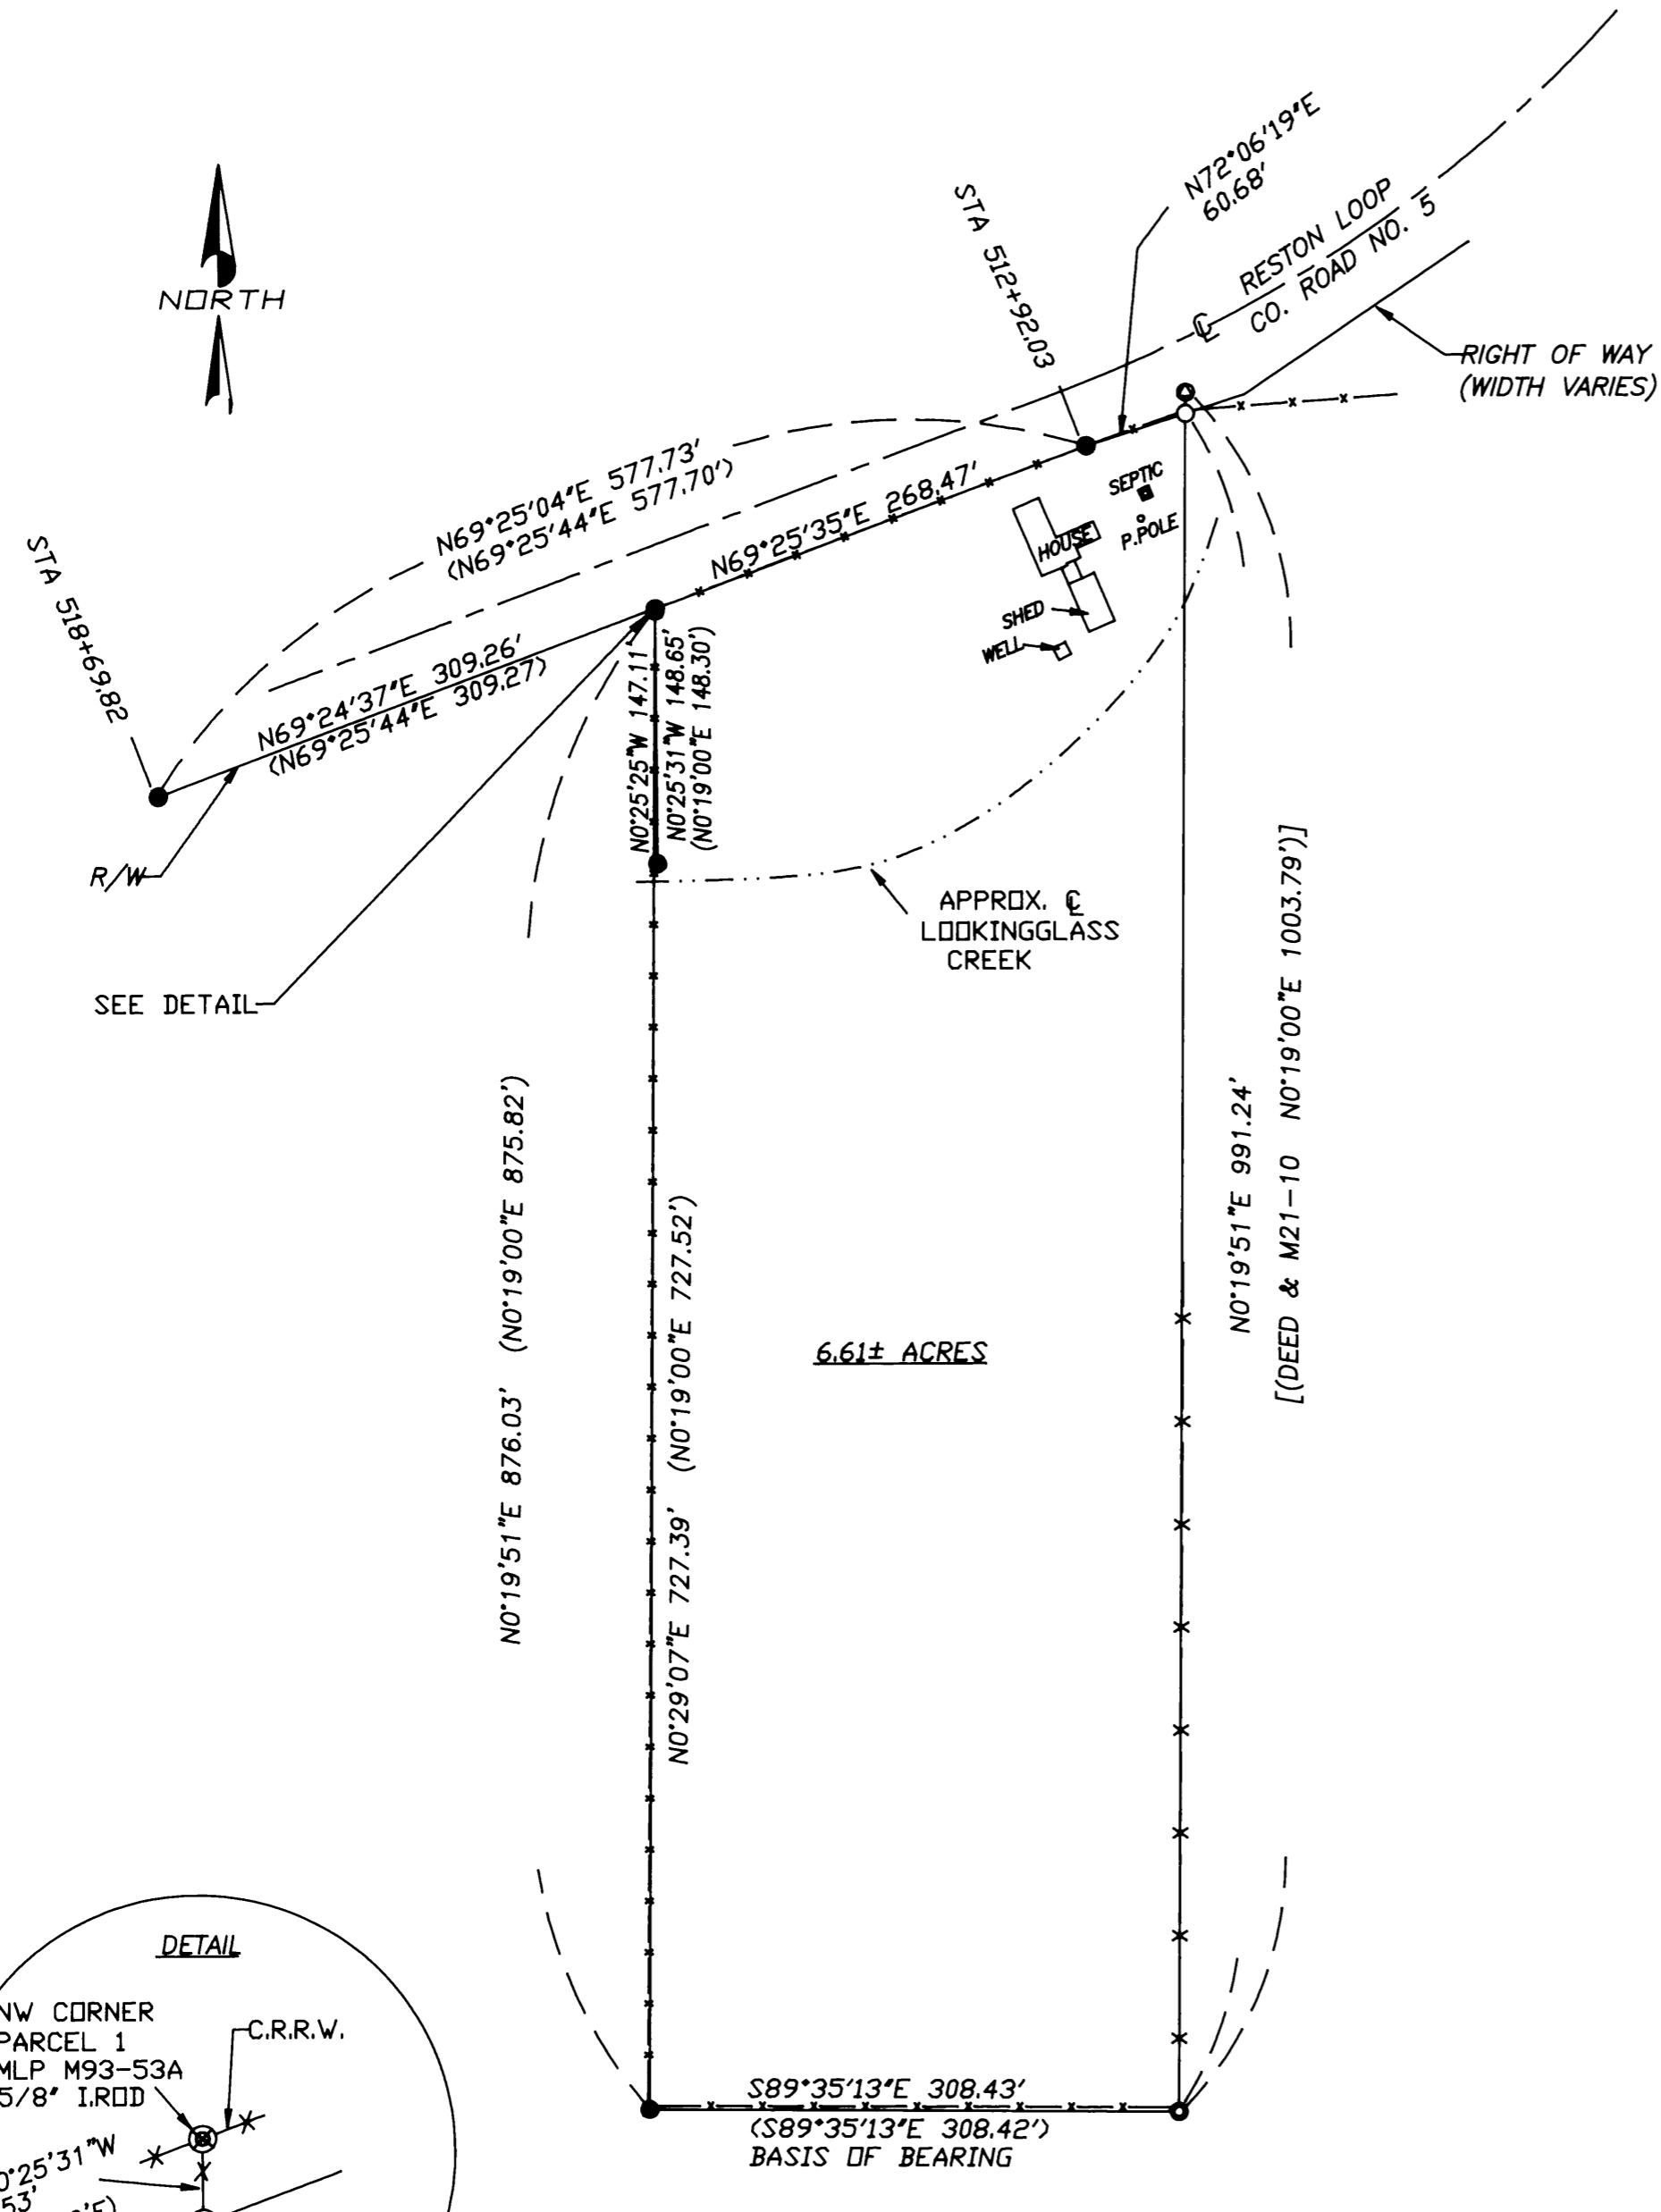 NORTH
N72°06'19"E
60.68'
STA 512+92.03
RESTON LOOP
CO. ROAD NO. 5
RIGHT OF WAY
(WIDTH VARIES)
N69°25'04"E 577.73'
(N69°25'44"E 577.70')
N69°25'35"E 268.47'
SEPTIC
P.POLE
HOUSE
SHED
WELL
STA 518+69.82
N69°24'37"E 309.26'
(N69°25'44"E 309.27)
N0°25'25"W 147.11'
N0°25'31"W 148.65'
(N0°19'00"E 148.30')
R/W
APPROX. ℄
LOOKINGGLASS
CREEK
SEE DETAIL
N0°19'51"E 876.03' (N0°19'00"E 875.82')
N0°29'07"E 727.39' (N0°19'00"E 727.52')
6.61± ACRES
N0°19'51"E 991.24'
[(DEED & M21-10 N0°19'00"E 1003.79')]
DETAIL
NW CORNER
PARCEL 1
MLP M93-53A
5/8" I.ROD
C.R.R.W.
0°25'31"W
53'
S89°35'13"E 308.43'
(S89°35'13"E 308.42')
BASIS OF BEARING